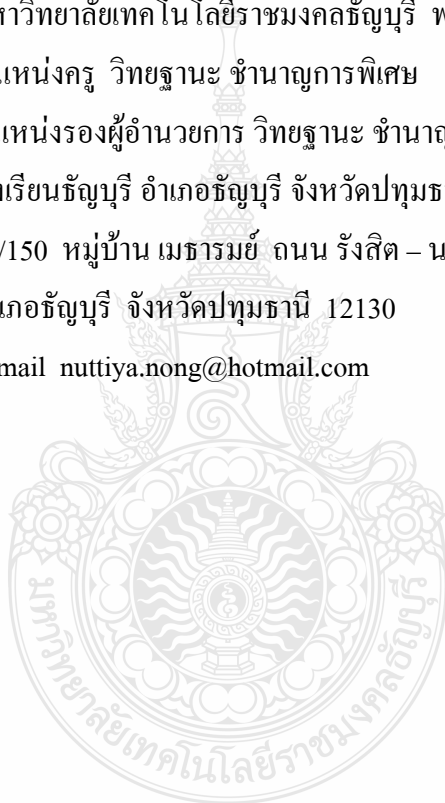 หาวิทยาลัยเทคโนโลยีราชมงคลธัญบุรี
แหน่งครู วิทยฐานะ ชำนาญการพิเศษ
แหน่งรองผู้อำนวยการ วิทยฐานะ ชำนาญ
งเรียนธัญบุรี อำเภอธัญบุรี จังหวัดปทุมธ
/150 หมู่บ้าน เมธารมย์ ถนน รังสิต – น
เภอธัญบุรี จังหวัดปทุมธานี 12130
mail nuttiya.nong@hotmail.com
มหาวิทยาลัยเทคโนโลยีราชมงคลธัญบุรี